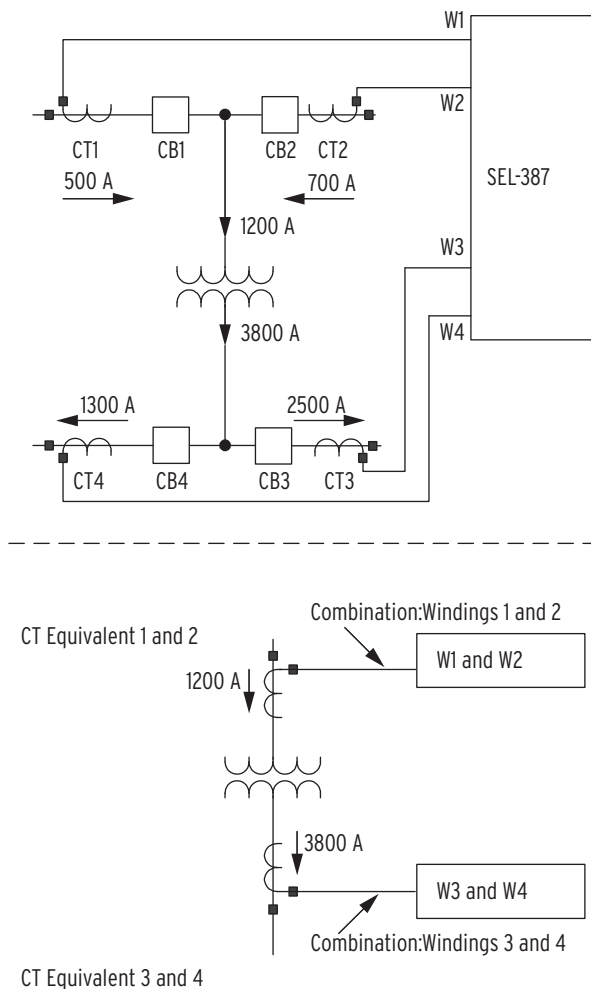 W1
W2
CT1
CB1
CB2
CT2
SEL-387
500 A
700 A
1200 A
W3
W4
3800 A
1300 A
2500 A
CT4
CB4
CB3
CT3
Combination:Windings 1 and 2
CT Equivalent 1 and 2
W1 and W2
1200 A
3800 A
W3 and W4
Combination:Windings 3 and 4
CT Equivalent 3 and 4